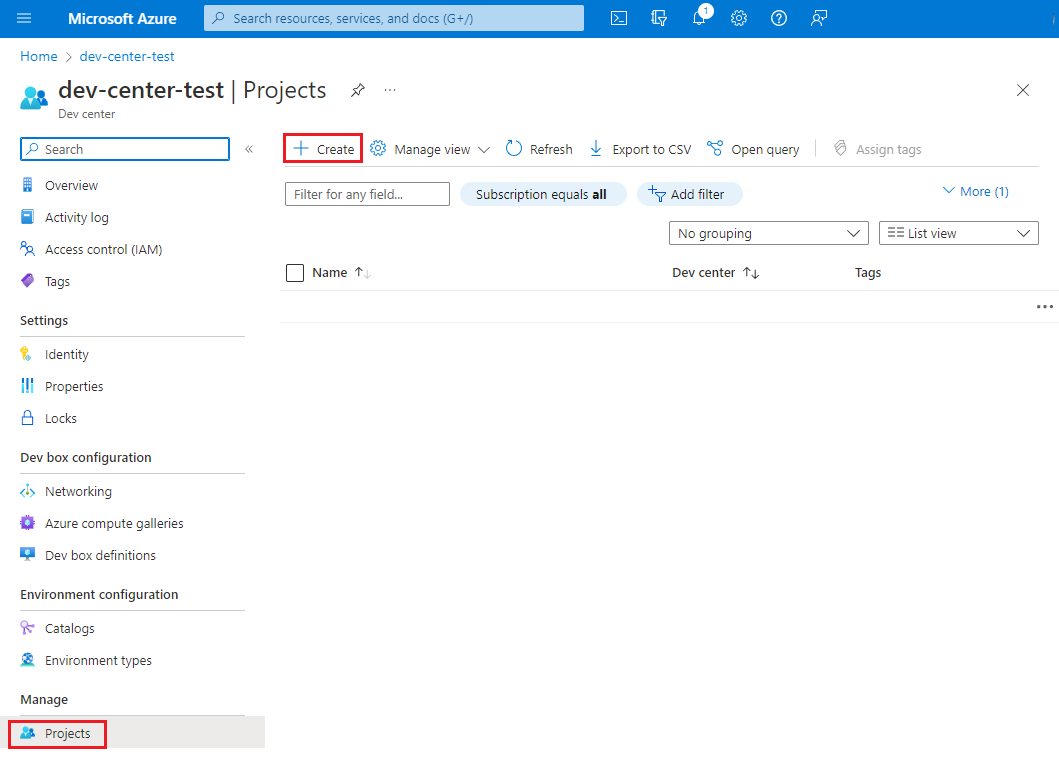 Microsoft Azure
Search resources, services, and docs (G+/)
1
Home > dev-center-test
dev-center-test | Projects
Dev center
Search
Overview
Activity log
Access control (IAM)
Tags
Settings
Identity
Properties
Locks
Dev box configuration
Networking
Azure compute galleries
Dev box definitions
Environment configuration
Catalogs
Environment types
Manage
Projects
Create Manage view Refresh Export to CSV Open query Assign tags
Filter for any field... Subscription equals all Add filter More (1)
No grouping List view
Name Dev center Tags